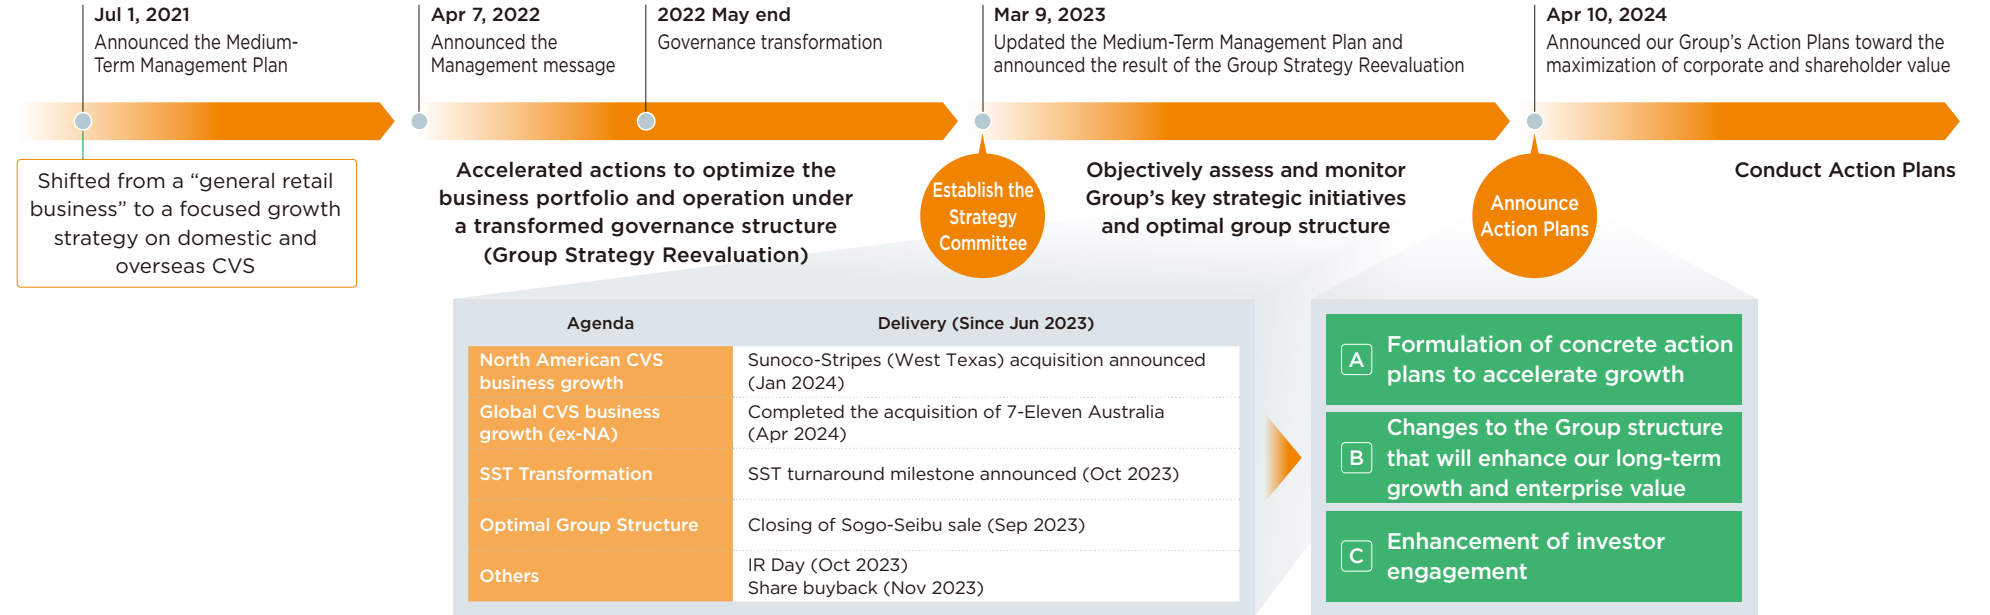 Jul 1, 2021
Announced the Medium-
Term Management Plan
Apr 7, 2022
Announced the
Management message
2022 May end
Governance transformation
Mar 9, 2023
Updated the Medium-Term Management Plan and
announced the result of the Group Strategy Reevaluation
Apr 10, 2024
Announced our Group's Action Plans toward the
maximization of corporate and shareholder value
Shifted from a “general retail
business” to a focused growth
strategy on domestic and
overseas CVS
Accelerated actions to optimize the
business portfolio and operation under
a transformed governance structure
(Group Strategy Reevaluation)
Establish the
Strategy
Committee
Objectively assess and monitor
Group's key strategic initiatives
and optimal group structure
Announce
Action Plans
Conduct Action Plans
Agenda
Delivery (Since Jun 2023)
North American CVS
business growth
Sunoco-Stripes (West Texas) acquisition announced
(Jan 2024)
Global CVS business
growth (ex-NA)
Completed the acquisition of 7-Eleven Australia
(Apr 2024)
SST Transformation
SST turnaround milestone announced (Oct 2023)
Optimal Group Structure
Closing of Sogo-Seibu sale (Sep 2023)
Others
IR Day (Oct 2023)
Share buyback (Nov 2023)
A
Formulation of concrete action
plans to accelerate growth
B
Changes to the Group structure
that will enhance our long-term
growth and enterprise value
C
Enhancement of investor
engagement